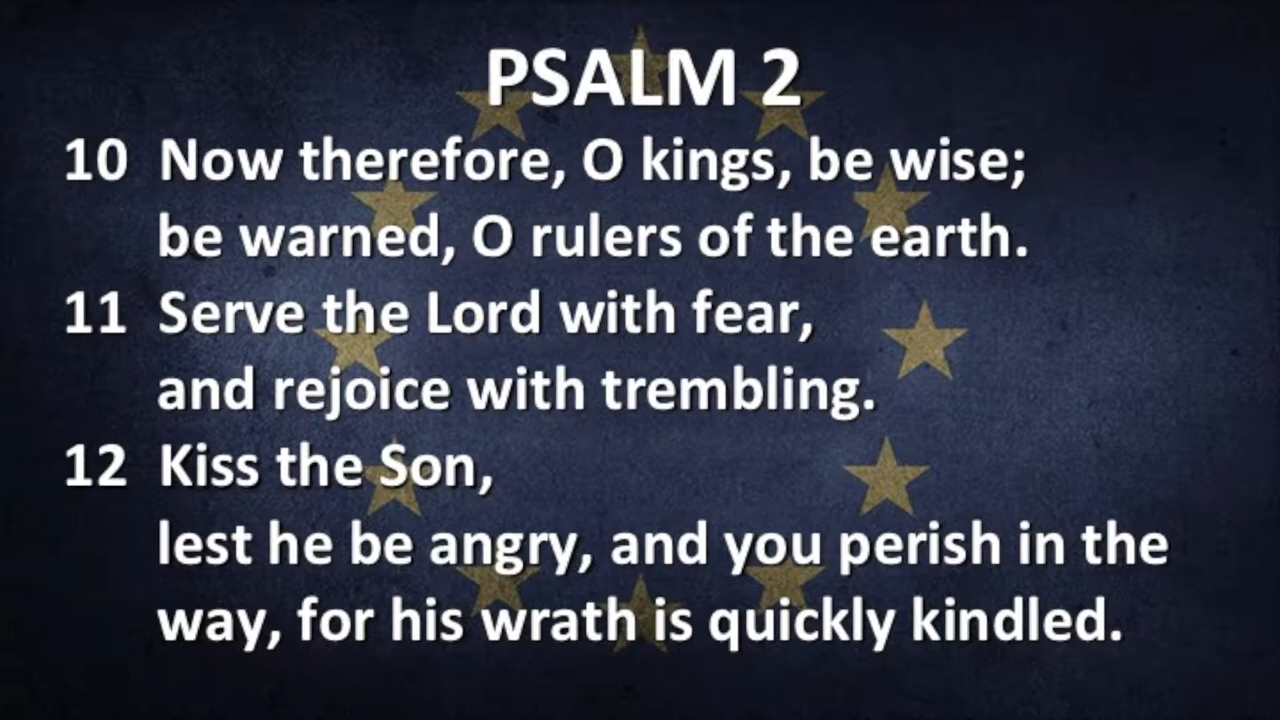 PSALM 2
10 Now therefore, O kings, be wise;
be warned, O rulers of the earth.
11 Serve the Lord with fear,
and rejoice with trembling.
12 Kiss the Son,
lest he be angry, and you perish in the
way, for his wrath is quickly kindled.